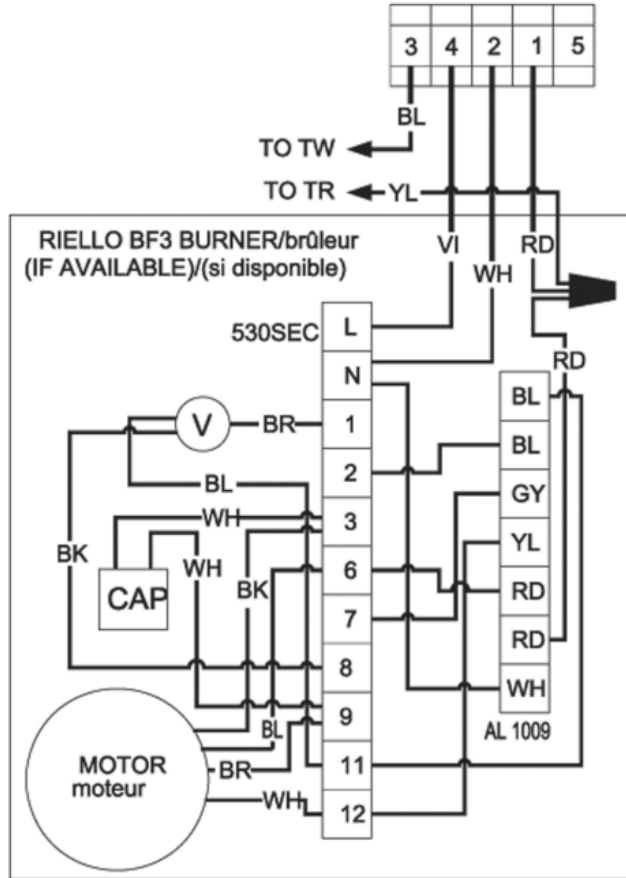 3 4 2 1 5
BL
TO TW
TO TR YL
RIELLO BF3 BURNER/brûleur
(IF AVAILABLE)/(si disponible)
VI
RD
WH
530SEC
L
RD
N
BL
V
BR
1
BL
2
BL
GY
WH
3
YL
BK
WH
BK
6
RD
CAP
7
RD
8
WH
9
AL 1009
BL
MOTOR
moteur
BR
11
WH
12